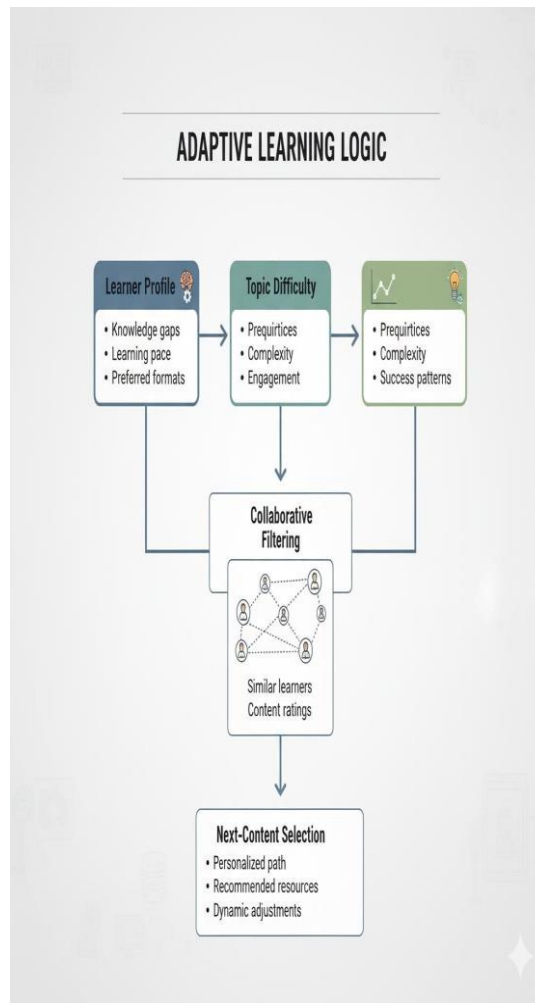 ADAPTIVE LEARNING LOGIC
Learner Profile
• Knowledge gaps
• Learning pace
• Preferred formats
Topic Difficulty
• Prequirtices
• Complexity
• Engagement
• Prequirtices
• Complexity
• Success patterns
Collaborative
Filtering
Similar learners
Content ratings
Next-Content Selection
• Personalized path
• Recommended resources
• Dynamic adjustments